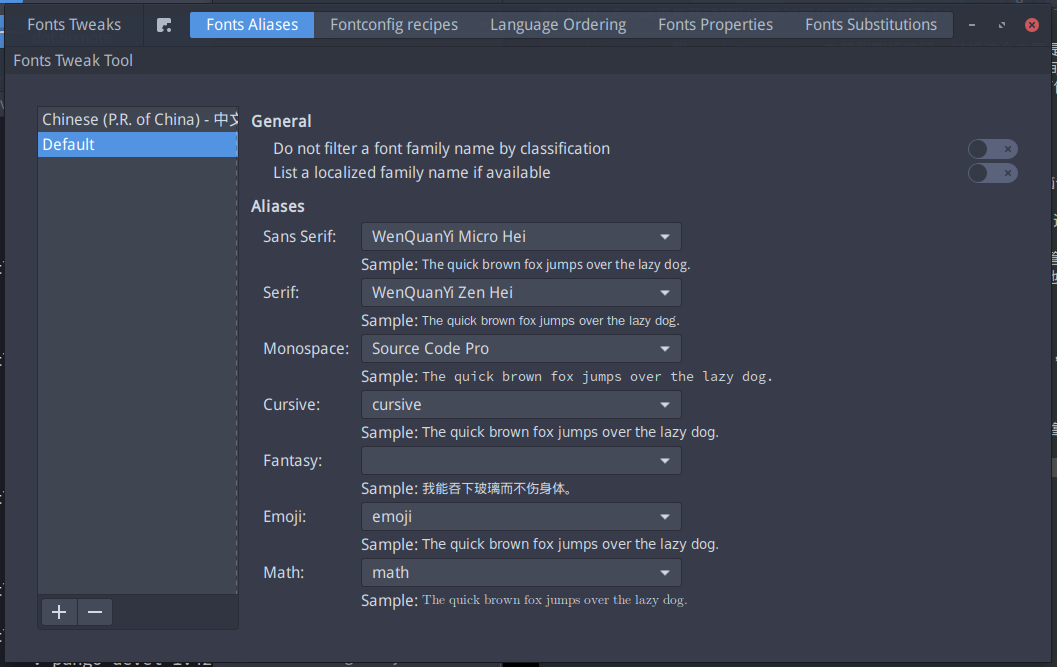 Fonts Tweaks
Fonts Aliases
Fontconfig recipes
Language Ordering
Fonts Properties
Fonts Substitutions
Fonts Tweak Tool
Chinese (P.R. of China) - 中文
Default
General
Do not filter a font family name by classification
List a localized family name if available
Aliases
Sans Serif: WenQuanYi Micro Hei
Sample: The quick brown fox jumps over the lazy dog.
Serif: WenQuanYi Zen Hei
Sample: The quick brown fox jumps over the lazy dog.
Monospace: Source Code Pro
Sample: The quick brown fox jumps over the lazy dog.
Cursive: cursive
Sample: The quick brown fox jumps over the lazy dog.
Fantasy:
Sample: 我能吞下玻璃而不伤身体。
Emoji: emoji
Sample: The quick brown fox jumps over the lazy dog.
Math: math
Sample: The quick brown fox jumps over the lazy dog.